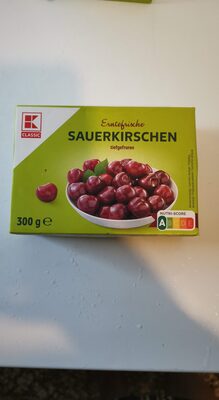 K
CLASSIC
Erntefrische
SAUERKIRSCHEN
tiefgefroren
300 g e
NUTRI-SCORE
A